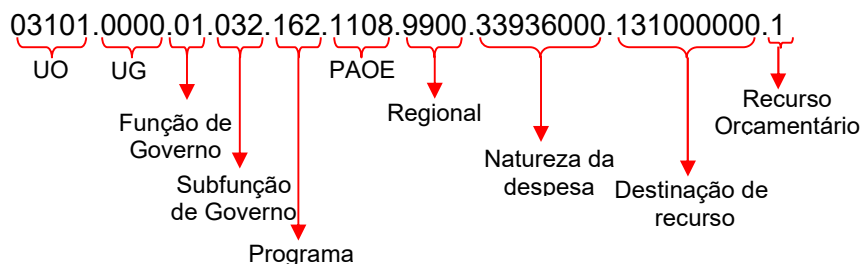 03101.0000.01.032.162.1108.9900.33936000.131000000.1
UO UG PAOE
Função de
Governo
Subfunção
de Governo
Programa
Regional
Natureza da
despesa
Destinação de
recurso
Recurso
Orcamentário